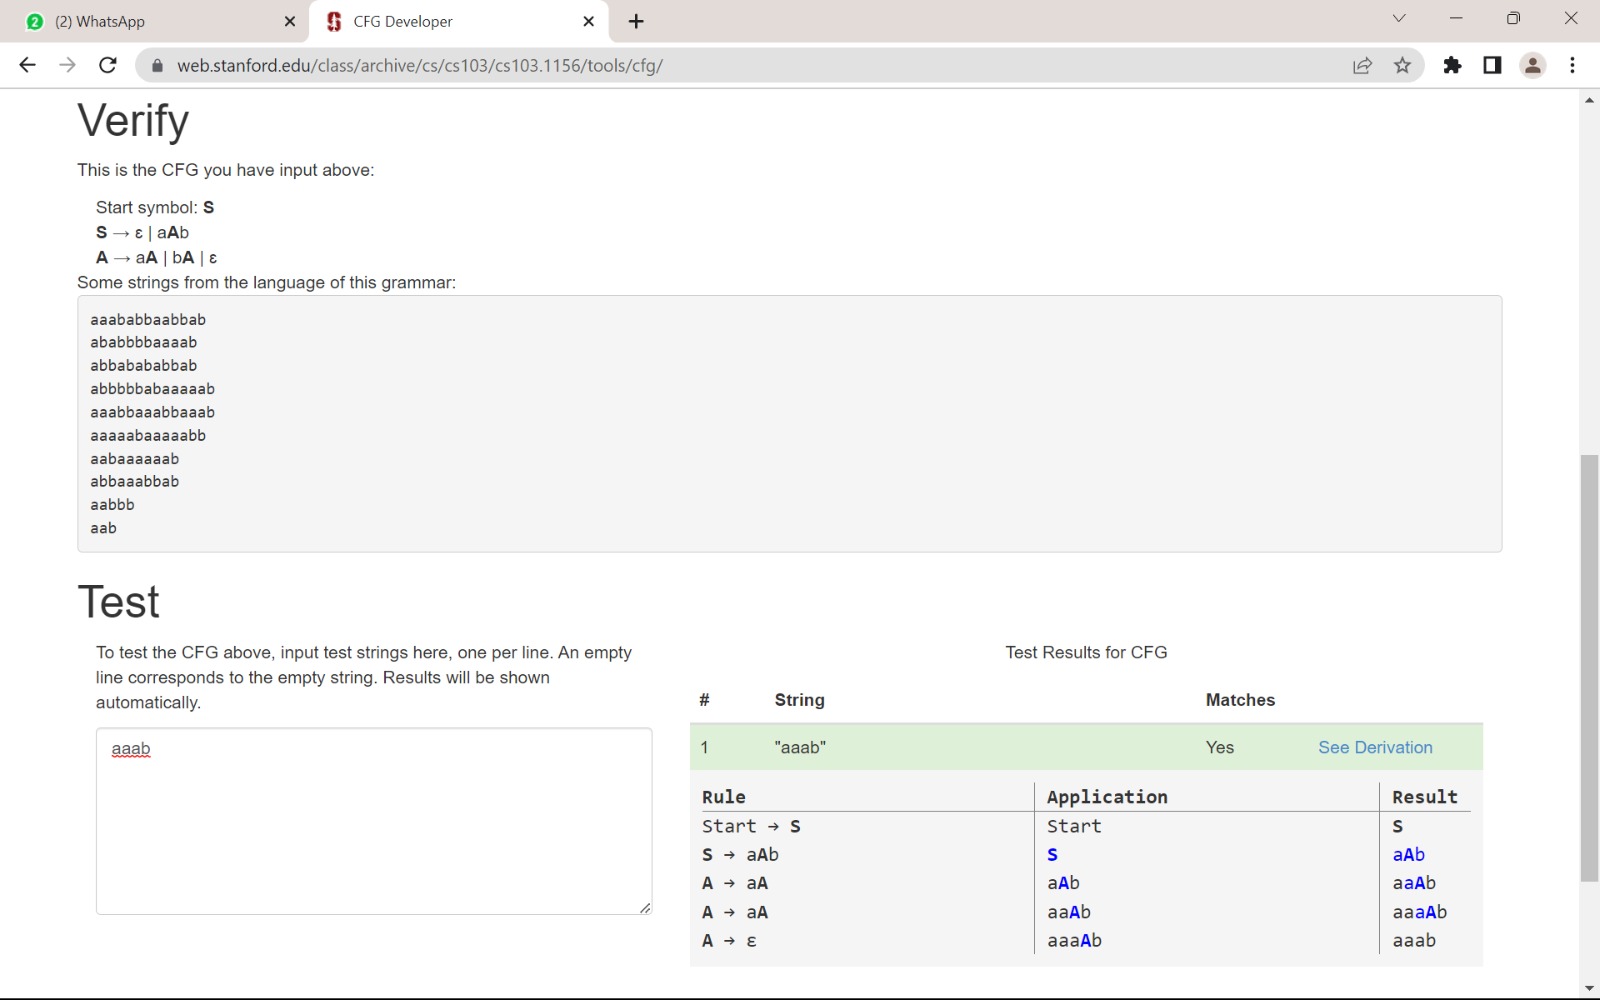 2 (2) WhatsApp CFG Developer
web.stanford.edu/class/archive/cs/cs103/cs103.1156/tools/cfg/
Verify
This is the CFG you have input above:
Start symbol: S
S → ε | aAb
A → aA | bA | ε
Some strings from the language of this grammar:
aaababbaabbab
ababbbbaaaab
abbabababbab
abbbbbabaaaaab
aaabbaaabbaaab
aaaaabaaaaabb
aabaaaaaab
abbaaabbab
aabbb
aab
Test
To test the CFG above, input test strings here, one per line. An empty
line corresponds to the empty string. Results will be shown
automatically.
aaab
Test Results for CFG
# String Matches
1 "aaab" Yes See Derivation
Rule Application Result
Start → S Start S
S → aAb S aAb
A → aA aAb aaAb
A → aA aaAb aaaAb
A → ε aaaAb aaab